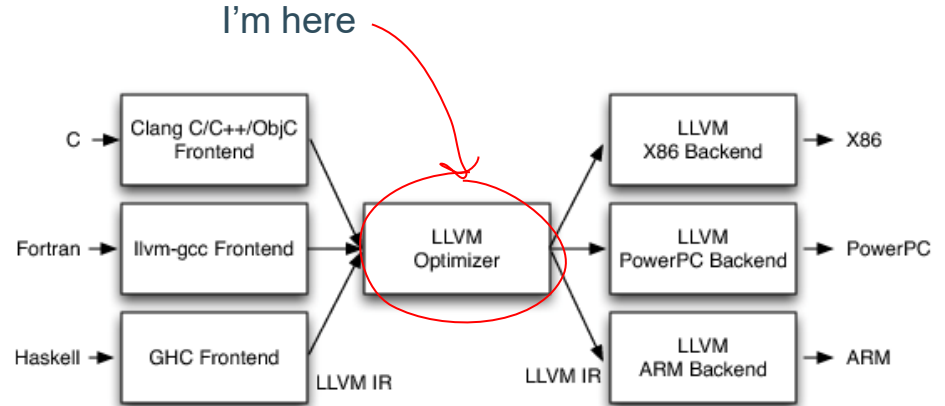 I'm here
C
Clang C/C++/ObjC
Frontend
LLVM
X86 Backend
X86
Fortran
llvm-gcc Frontend
LLVM
Optimizer
LLVM
PowerPC Backend
PowerPC
Haskell
GHC Frontend
LLVM IR
LLVM IR
LLVM
ARM Backend
ARM